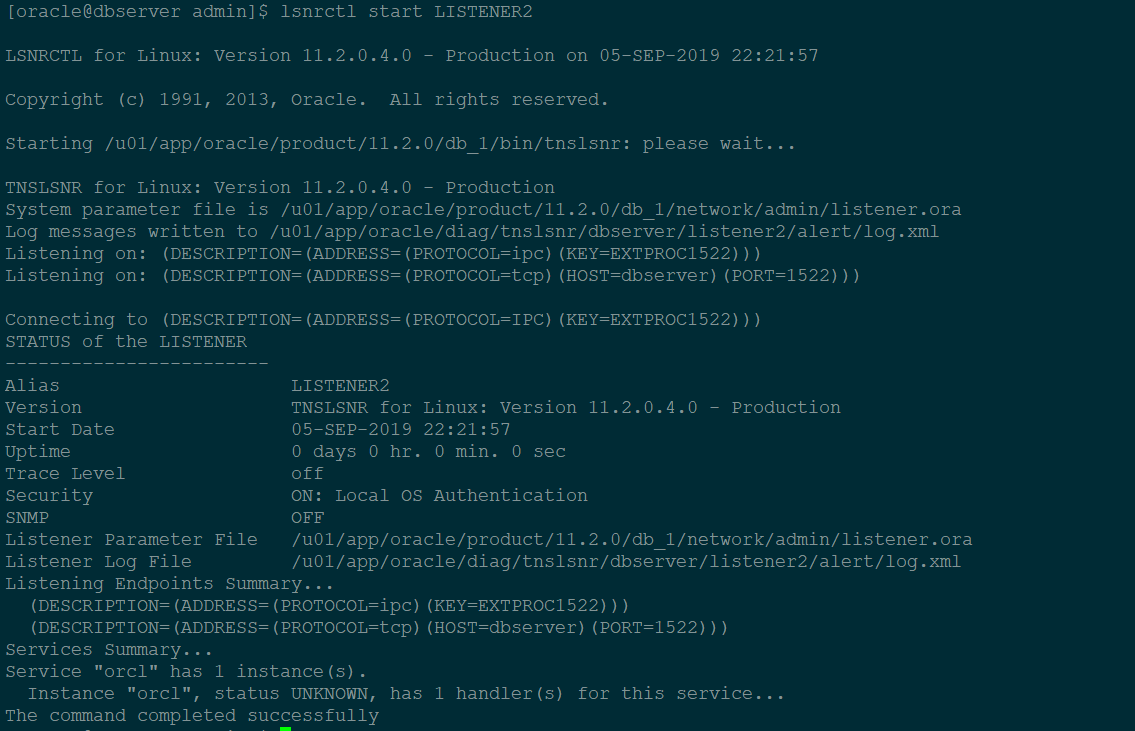 [oracle@dbserver admin]$ lsnrctl start LISTENER2
LSNRCTL for Linux: Version 11.2.0.4.0 - Production on 05-SEP-2019 22:21:57
Copyright (c) 1991, 2013, Oracle.  All rights reserved.
Starting /u01/app/oracle/product/11.2.0/db_1/bin/tnslsnr: please wait...
TNSLSNR for Linux: Version 11.2.0.4.0 - Production
System parameter file is /u01/app/oracle/product/11.2.0/db_1/network/admin/listener.ora
Log messages written to /u01/app/oracle/diag/tnslsnr/dbserver/listener2/alert/log.xml
Listening on: (DESCRIPTION=(ADDRESS=(PROTOCOL=ipc)(KEY=EXTPROC1522)))
Listening on: (DESCRIPTION=(ADDRESS=(PROTOCOL=tcp)(HOST=dbserver)(PORT=1522)))
Connecting to (DESCRIPTION=(ADDRESS=(PROTOCOL=IPC)(KEY=EXTPROC1522)))
STATUS of the LISTENER
------------------------
Alias                     LISTENER2
Version                   TNSLSNR for Linux: Version 11.2.0.4.0 - Production
Start Date                05-SEP-2019 22:21:57
Uptime                    0 days 0 hr. 0 min. 0 sec
Trace Level               off
Security                  ON: Local OS Authentication
SNMP                      OFF
Listener Parameter File   /u01/app/oracle/product/11.2.0/db_1/network/admin/listener.ora
Listener Log File         /u01/app/oracle/diag/tnslsnr/dbserver/listener2/alert/log.xml
Listening Endpoints Summary...
  (DESCRIPTION=(ADDRESS=(PROTOCOL=ipc)(KEY=EXTPROC1522)))
  (DESCRIPTION=(ADDRESS=(PROTOCOL=tcp)(HOST=dbserver)(PORT=1522)))
Services Summary...
Service "orcl" has 1 instance(s).
  Instance "orcl", status UNKNOWN, has 1 handler(s) for this service...
The command completed successfully